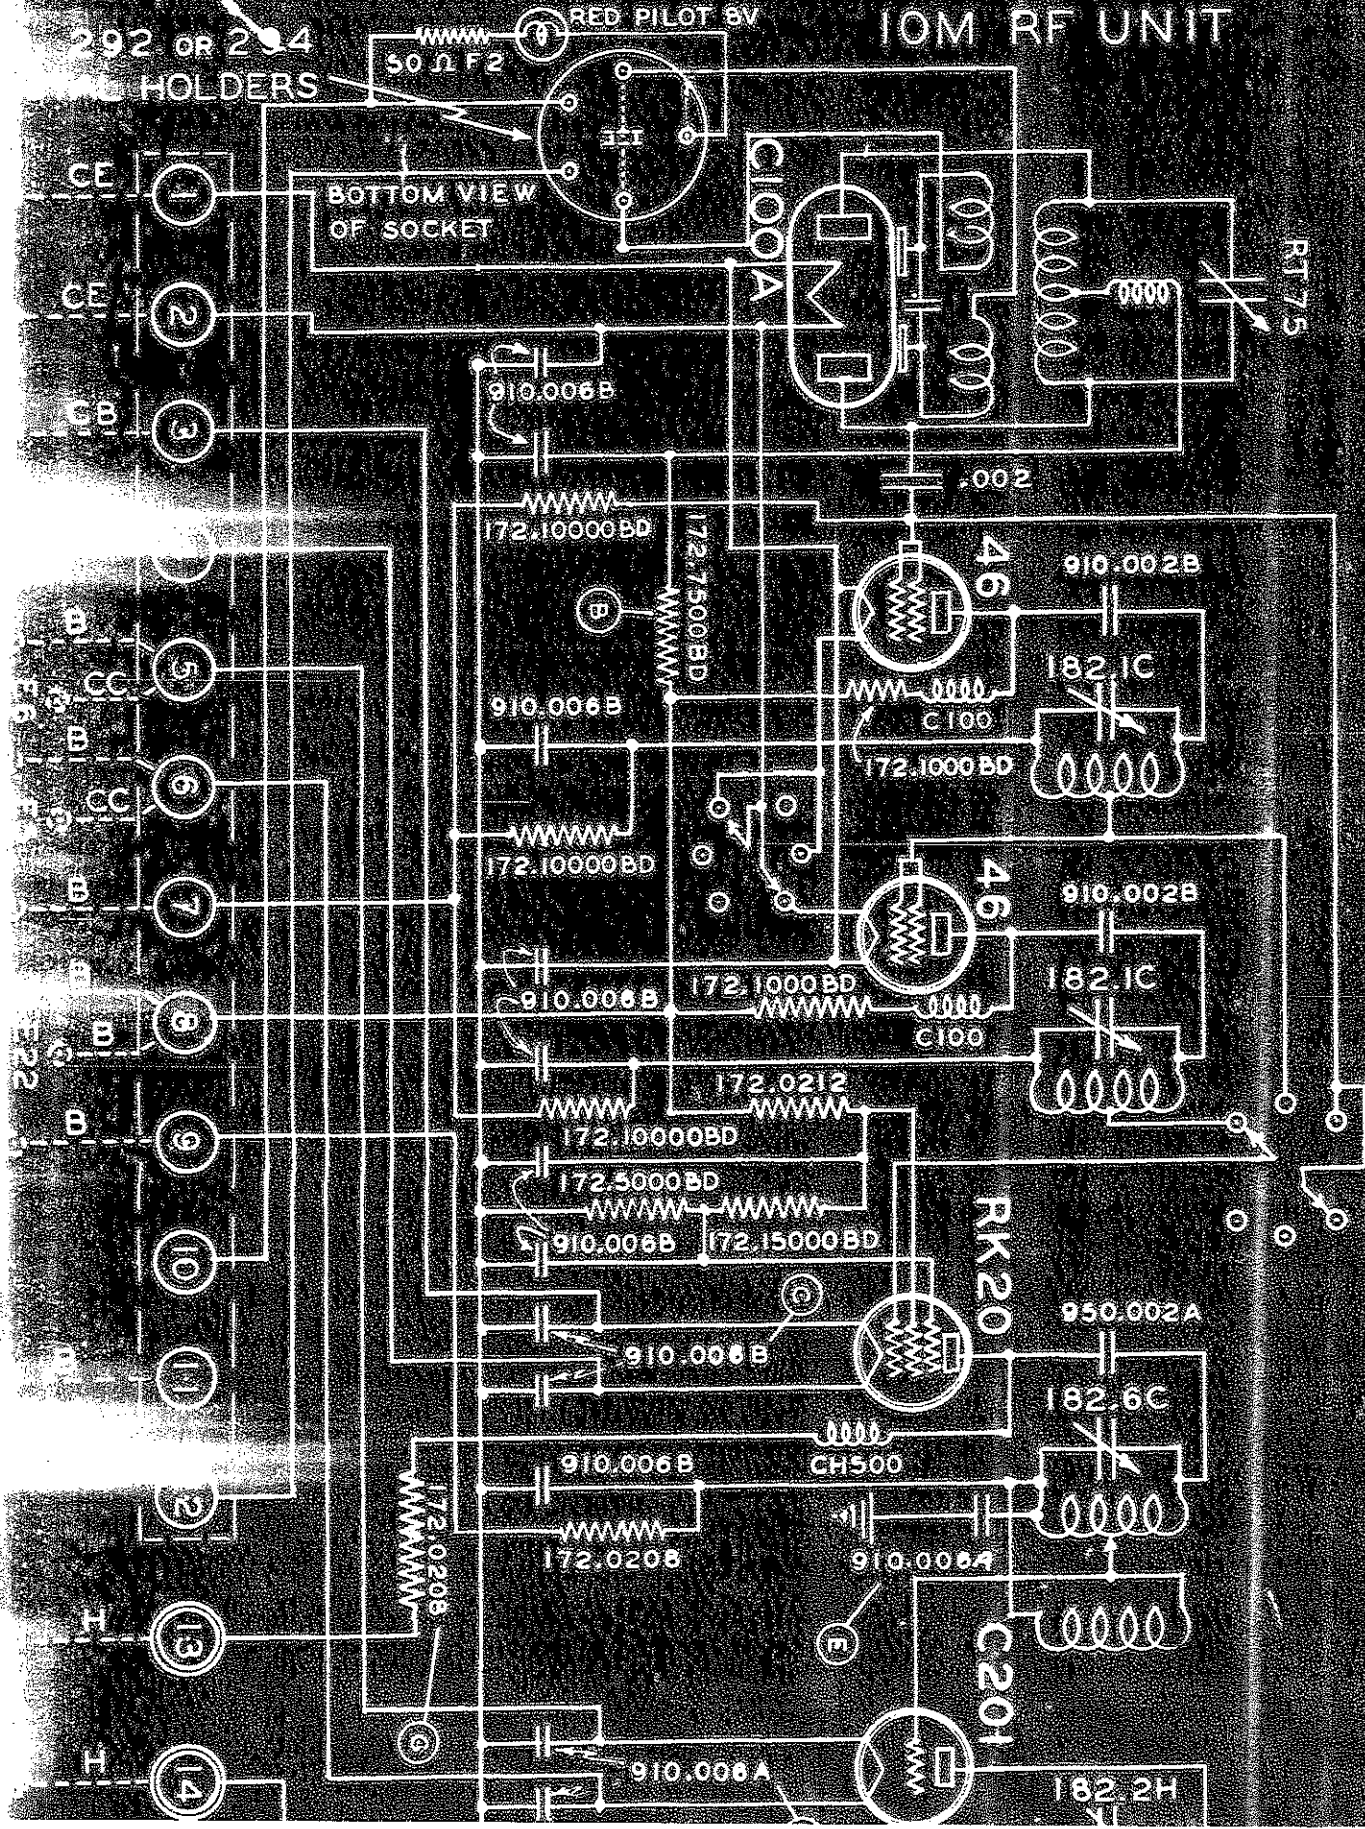 RED PILOT 8V
10M RF UNIT
292 OR
50 Ω F2
HOLDERS
CE
1
BOTTOM VIEW
OF SOCKET
C100A
RT75
CE
2
910.006B
CB
3
.002
172.10000BD
172.7500BD
46
910.002B
B
B
5
CC
182.1C
910.006B
C100
B
172.1000BD
6
CC
172.10000BD
46
910.002B
B
7
B
172.1000BD
182.1C
910.006B
8
B
C100
172.0212
B
9
172.10000BD
172.5000BD
RK20
910.006B
172.15000BD
10
C
950.002A
910.006B
11
182.6C
910.006B
CH500
12
172.0208
172.0208
910.006A
H
13
E
C201
G
H
14
910.006A
182.2H